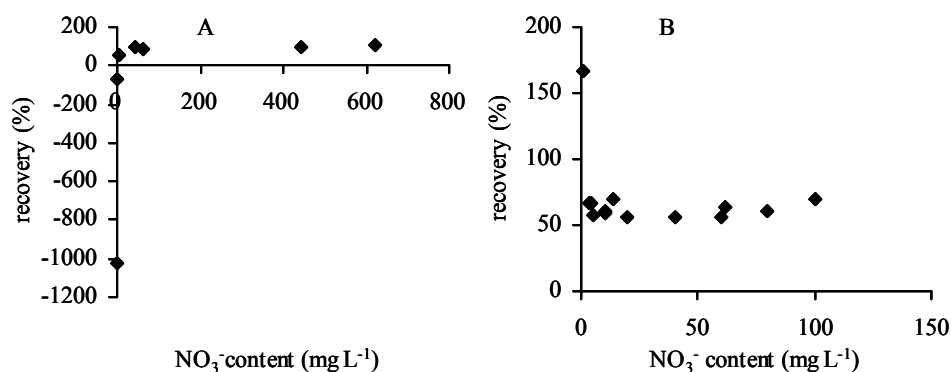 A
200
0
-200
-400
-600
-800
-1000
-1200
0 200 400 600 800
recovery (%)
NO₃⁻content (mg L⁻¹)
B
200
150
100
50
0
0 50 100 150
recovery (%)
NO₃⁻ content (mg L⁻¹)